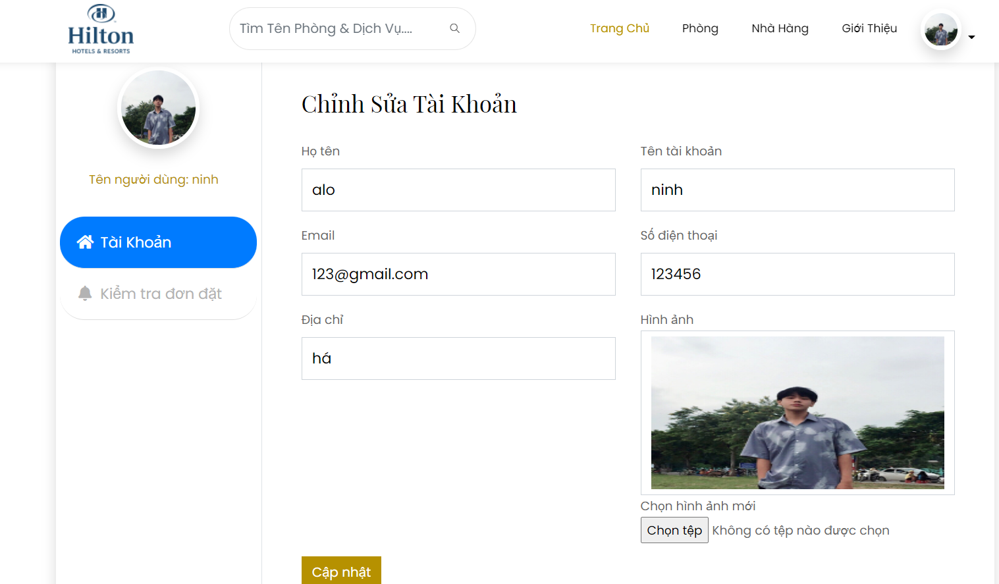 Hilton
HOTELS & RESORTS
Tìm Tên Phòng & Dịch Vụ....
Trang Chủ
Phòng
Nhà Hàng
Giới Thiệu
Tên người dùng: ninh
Tài Khoản
Kiểm tra đơn đặt
Chỉnh Sửa Tài Khoản
Họ tên
Tên tài khoản
alo
ninh
Email
Số điện thoại
123@gmail.com
123456
Địa chỉ
Hình ảnh
há
Chọn hình ảnh mới
Chọn tệp Không có tệp nào được chọn
Cập nhật